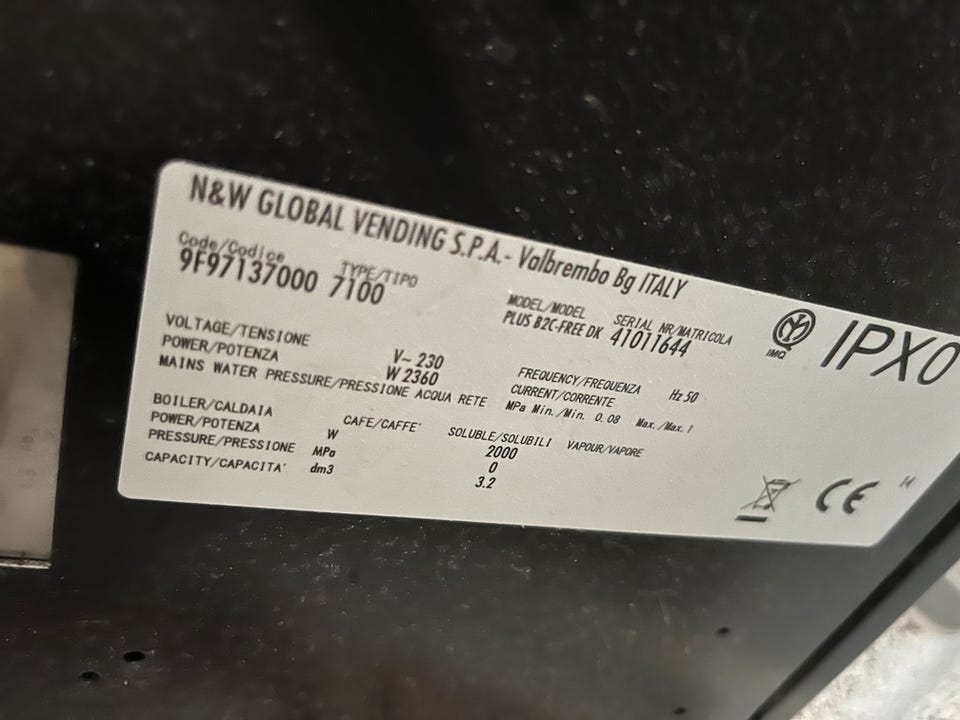 N&W GLOBAL VENDING S.P.A.- Valbrembo Bg ITALY
Code/Codice TYPE/TIPO MODEL/MODEL SERIAL NR/MATRICOLA
9F97137000 7100 PLUS B2C-FREE DK 41011644
IMQ IPX0
VOLTAGE/TENSIONE V~ 230 FREQUENCY/FREQUENZA Hz 50
POWER/POTENZA W 2360 CURRENT/CORRENTE
MAINS WATER PRESSURE/PRESSIONE ACQUA RETE MPa Min./Min. 0.08 Max./Max.1
BOILER/CALDAIA CAFE/CAFFE' SOLUBLE/SOLUBILI VAPOUR/VAPORE
POWER/POTENZA W 2000
PRESSURE/PRESSIONE MPa 0
CAPACITY/CAPACITA' dm3 3.2
CE
14